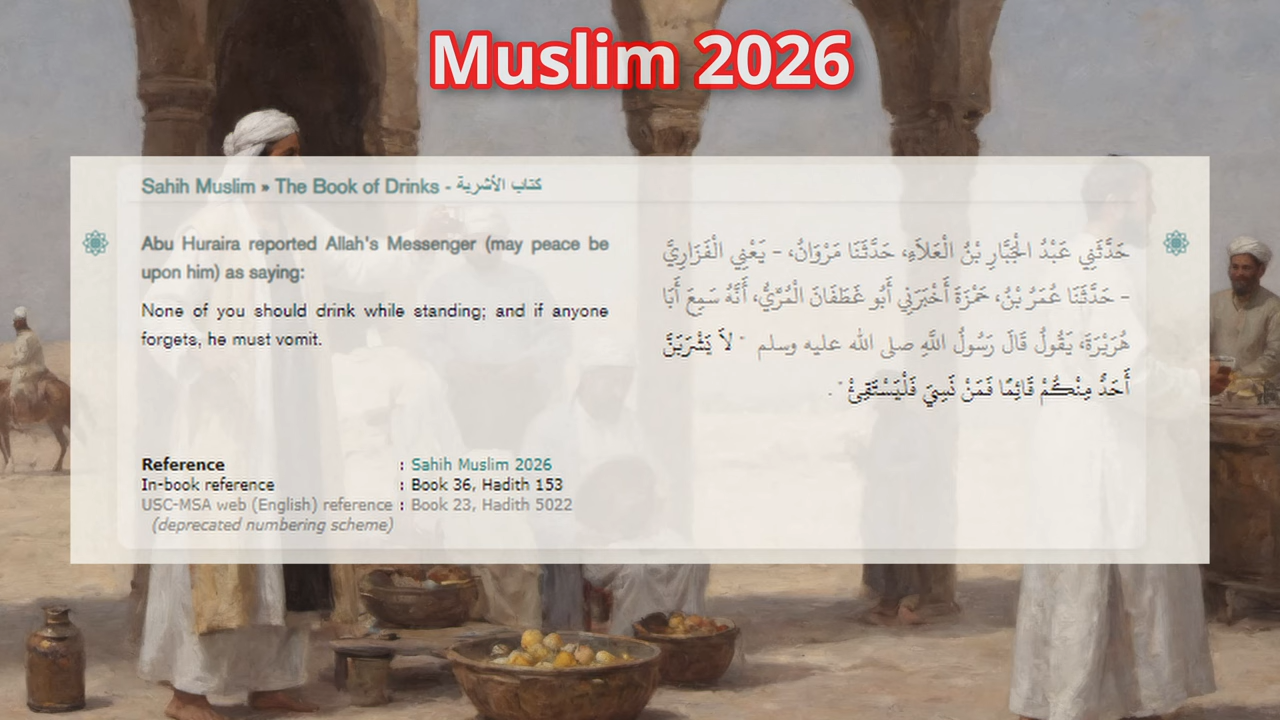 Muslim 2026
Sahih Muslim » The Book of Drinks - كتاب الأشربة
Abu Huraira reported Allah's Messenger (may peace be
upon him) as saying:
None of you should drink while standing; and if anyone
forgets, he must vomit.
حَدَّثَنِي عَبْدُ الْجَبَّارِ بْنُ الْعَلاَءِ، حَدَّثَنَا مَرْوَانُ، - يَعْنِي الْفَزَارِيَّ
- حَدَّثَنَا عُمَرُ بْنُ، حَمْزَةَ أَخْبَرَنِي أَبُو غَطَفَانَ الْمُرِّيُّ، أَنَّهُ سَمِعَ أَبَا
هُرَيْرَةَ، يَقُولُ قَالَ رَسُولُ اللَّهِ صلى الله عليه وسلم " لاَ يَشْرَبَنَّ
أَحَدٌ مِنْكُمْ قَائِمًا فَمَنْ نَسِيَ فَلْيَسْتَقِئْ " .
Reference : Sahih Muslim 2026
In-book reference : Book 36, Hadith 153
USC-MSA web (English) reference : Book 23, Hadith 5022
(deprecated numbering scheme)